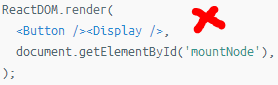 ReactDOM.render(
<Button /><Display />,
document.getElementById('mountNode'),
);